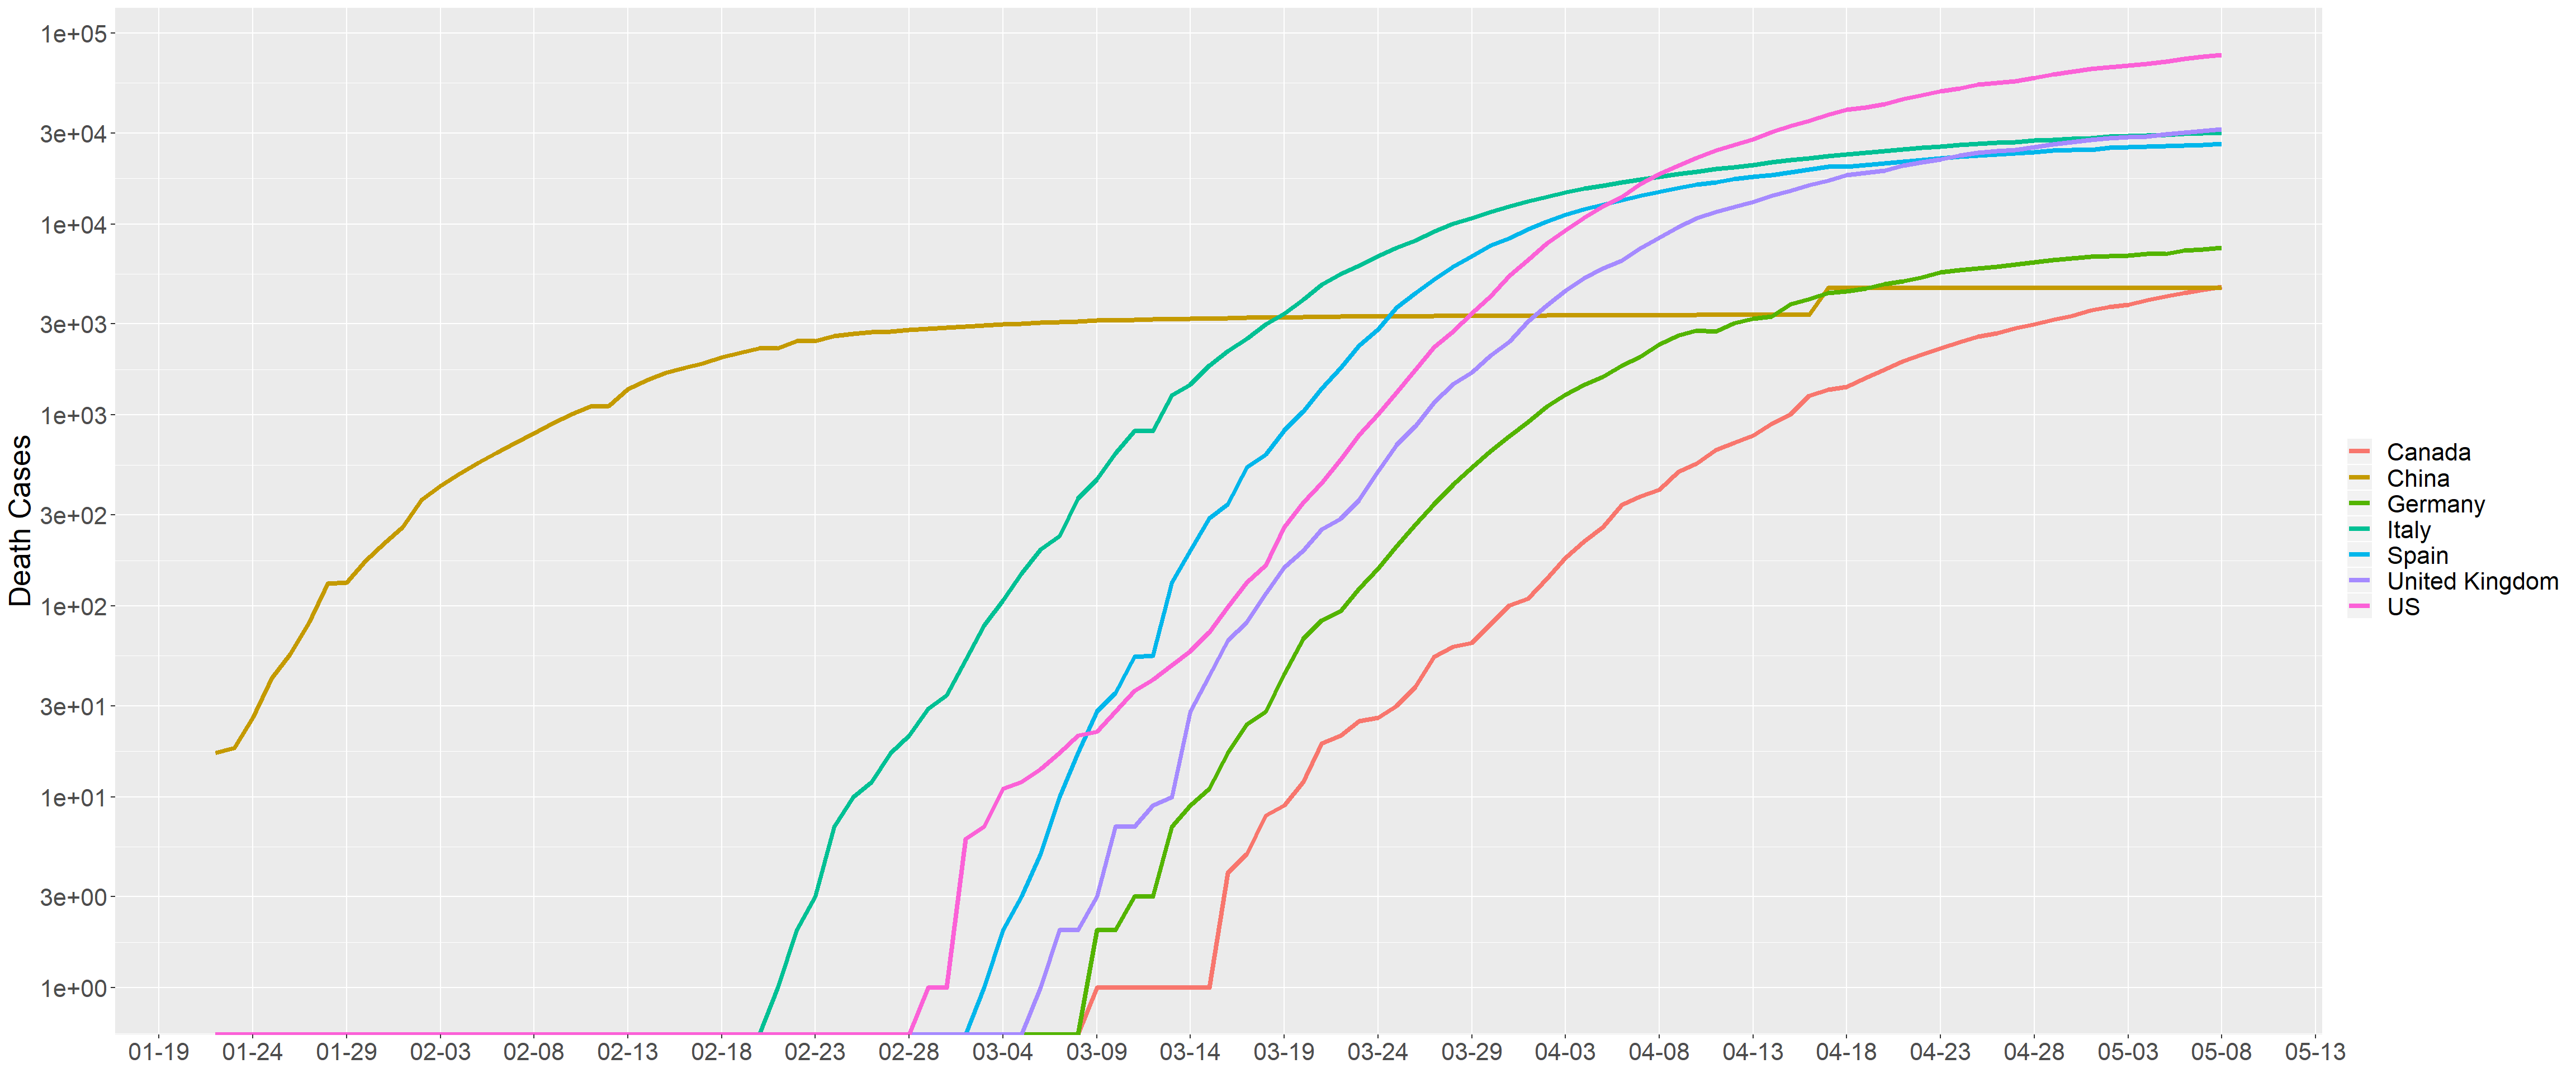 1e+05
3e+04
1e+04
3e+03
1e+03
3e+02
1e+02
3e+01
1e+01
3e+00
1e+00
Death Cases
01-19 01-24 01-29 02-03 02-08 02-13 02-18 02-23 02-28 03-04 03-09 03-14 03-19 03-24 03-29 04-03 04-08 04-13 04-18 04-23 04-28 05-03 05-08 05-13
Canada
China
Germany
Italy
Spain
United Kingdom
US